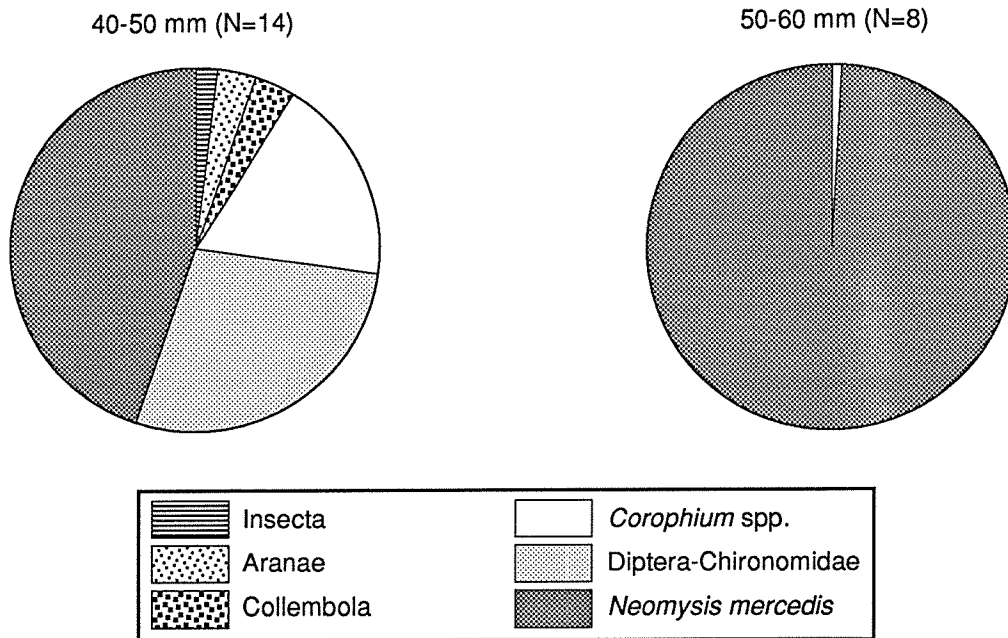 40-50 mm (N=14)
50-60 mm (N=8)
Insecta
Aranae
Collembola
Corophium spp.
Diptera-Chironomidae
Neomysis mercedis